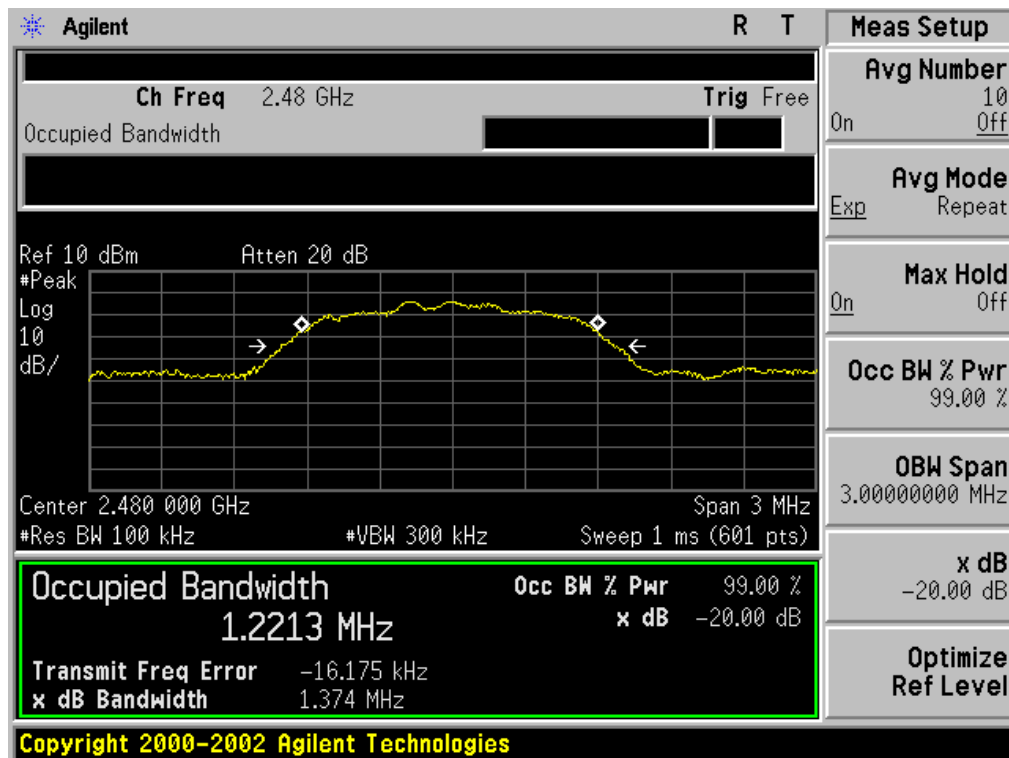 Agilent R T
Meas Setup
Ch Freq 2.48 GHz Trig Free
Occupied Bandwidth
Ref 10 dBm Atten 20 dB
#Peak
Log
10
dB/
Center 2.480 000 GHz Span 3 MHz
#Res BW 100 kHz #VBW 300 kHz Sweep 1 ms (601 pts)
Occupied Bandwidth
1.2213 MHz
Occ BW % Pwr 99.00 %
x dB -20.00 dB
Transmit Freq Error -16.175 kHz
x dB Bandwidth 1.374 MHz
Copyright 2000-2002 Agilent Technologies
Avg Number
10
On Off
Avg Mode
Exp Repeat
Max Hold
On Off
Occ BW % Pwr
99.00 %
OBW Span
3.00000000 MHz
x dB
-20.00 dB
Optimize
Ref Level